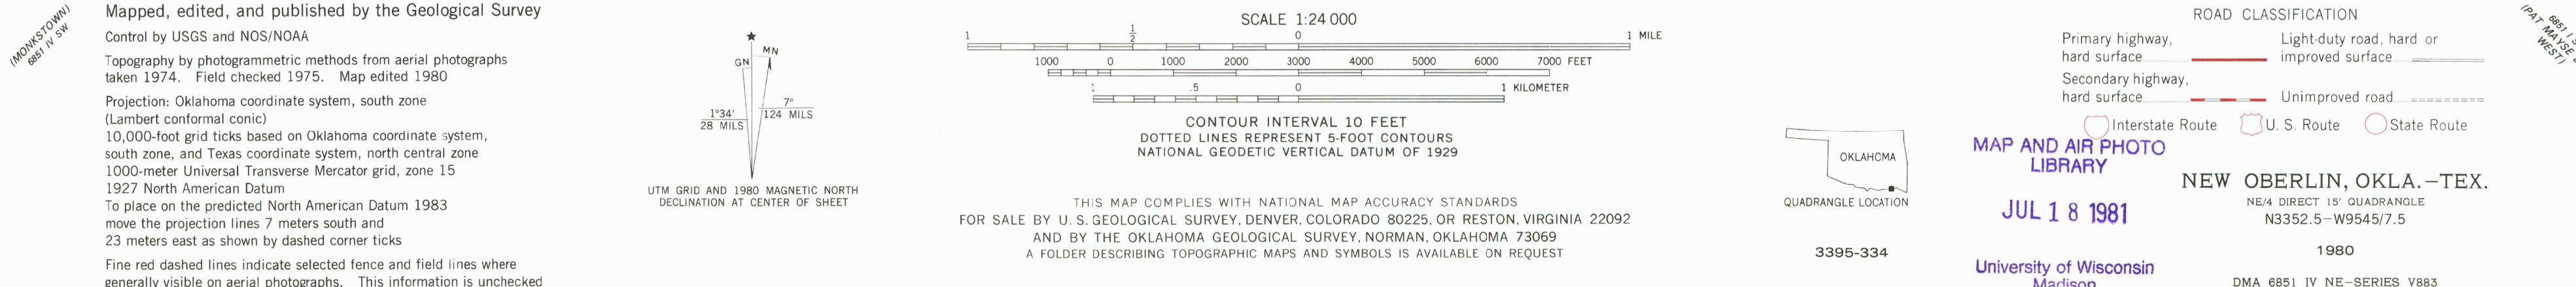 (MONKSTOWN)
6851 IV SW
Mapped, edited, and published by the Geological Survey
Control by USGS and NOS/NOAA
Topography by photogrammetric methods from aerial photographs
taken 1974. Field checked 1975. Map edited 1980
Projection: Oklahoma coordinate system, south zone
(Lambert conformal conic)
10,000-foot grid ticks based on Oklahoma coordinate system,
south zone, and Texas coordinate system, north central zone
1000-meter Universal Transverse Mercator grid, zone 15
1927 North American Datum
To place on the predicted North American Datum 1983
move the projection lines 7 meters south and
23 meters east as shown by dashed corner ticks
Fine red dashed lines indicate selected fence and field lines where
generally visible on aerial photographs. This information is unchecked
★
MN
GN
1°34′
28 MILS
7°
124 MILS
UTM GRID AND 1980 MAGNETIC NORTH
DECLINATION AT CENTER OF SHEET
SCALE 1:24 000
1 ½ 0 1 MILE
1000 0 1000 2000 3000 4000 5000 6000 7000 FEET
1 .5 0 1 KILOMETER
CONTOUR INTERVAL 10 FEET
DOTTED LINES REPRESENT 5-FOOT CONTOURS
NATIONAL GEODETIC VERTICAL DATUM OF 1929
THIS MAP COMPLIES WITH NATIONAL MAP ACCURACY STANDARDS
FOR SALE BY U. S. GEOLOGICAL SURVEY, DENVER, COLORADO 80225, OR RESTON, VIRGINIA 22092
AND BY THE OKLAHOMA GEOLOGICAL SURVEY, NORMAN, OKLAHOMA 73069
A FOLDER DESCRIBING TOPOGRAPHIC MAPS AND SYMBOLS IS AVAILABLE ON REQUEST
OKLAHOMA
QUADRANGLE LOCATION
3395-334
ROAD CLASSIFICATION
Primary highway,
hard surface
Light-duty road, hard or
improved surface
Secondary highway,
hard surface
Unimproved road
Interstate Route U. S. Route State Route
MAP AND AIR PHOTO
LIBRARY
JUL 18 1981
University of Wisconsin
Madison
NEW OBERLIN, OKLA.–TEX.
NE/4 DIRECT 15′ QUADRANGLE
N3352.5–W9545/7.5
1980
DMA 6851 IV NE–SERIES V883
(PAT MAYSE
WEST)
6851 I